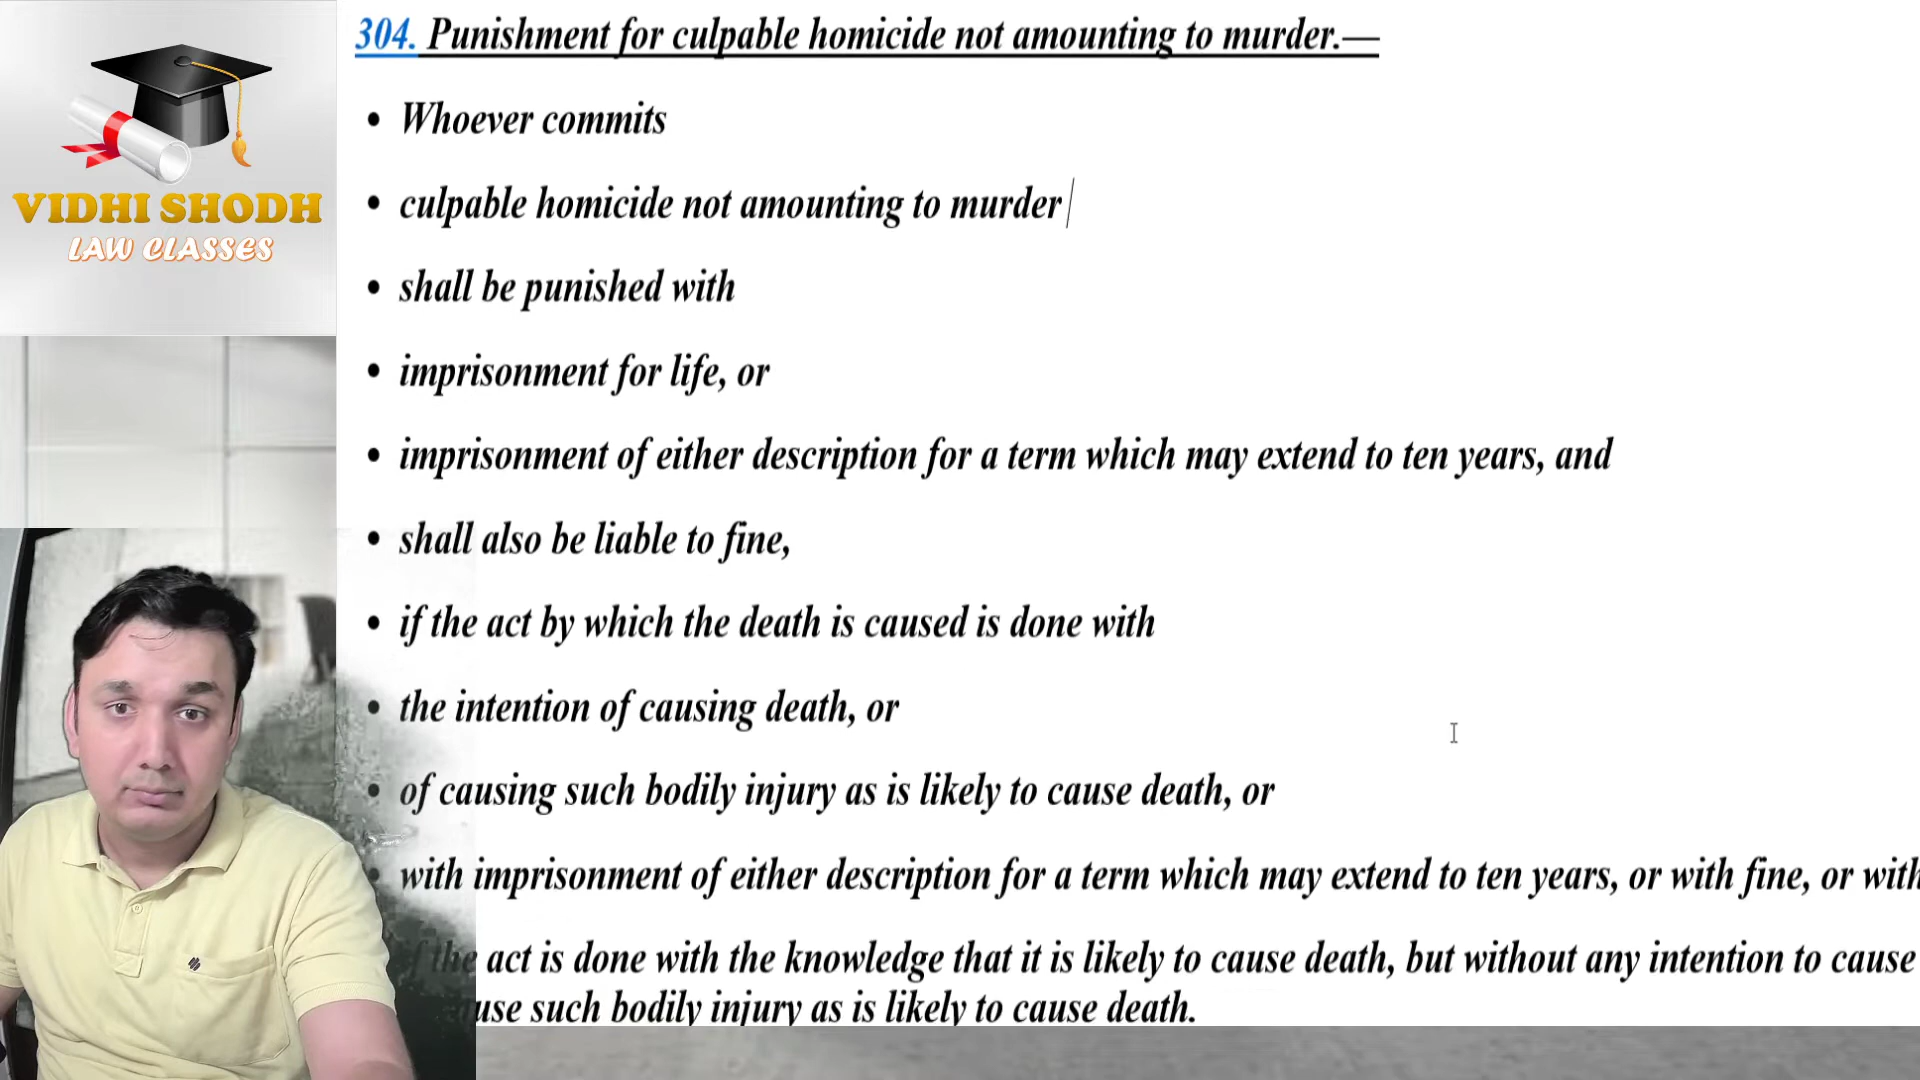 VIDHI SHODH
LAW CLASSES
304. Punishment for culpable homicide not amounting to murder.—
• Whoever commits
• culpable homicide not amounting to murder
• shall be punished with
• imprisonment for life, or
• imprisonment of either description for a term which may extend to ten years, and
• shall also be liable to fine,
• if the act by which the death is caused is done with
• the intention of causing death, or
• of causing such bodily injury as is likely to cause death, or
• with imprisonment of either description for a term which may extend to ten years, or with fine, or with
the act is done with the knowledge that it is likely to cause death, but without any intention to cause
such bodily injury as is likely to cause death.